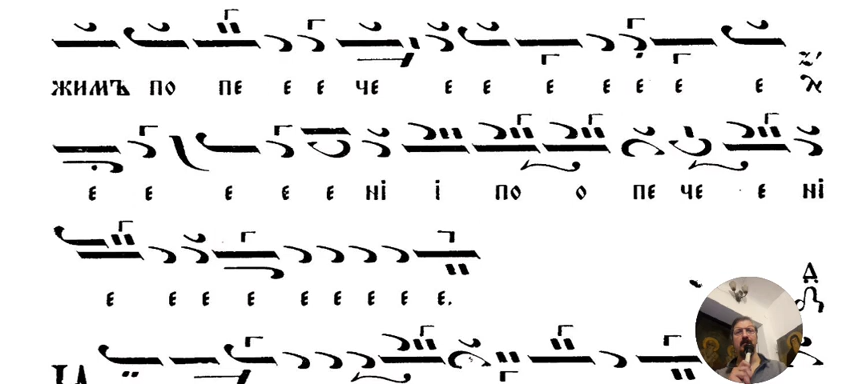 жимъ по пе е е че е е е е е е е
е е е е е ні і по о пе че е ні
е е е е е е е е е.